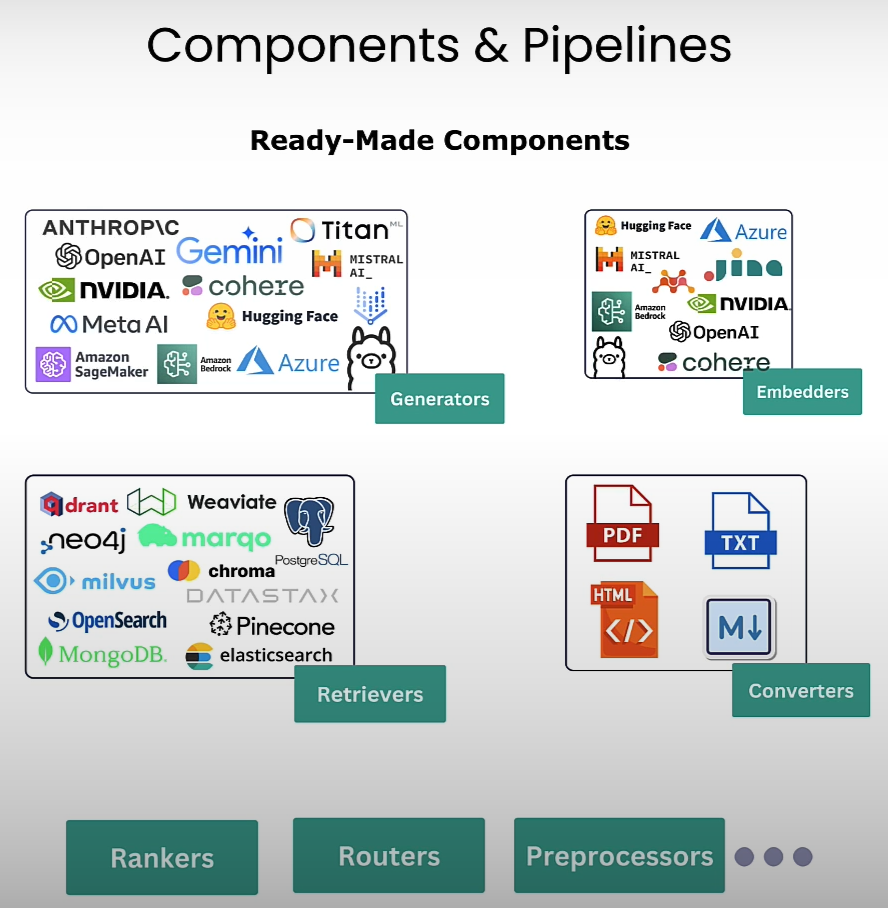 Components & Pipelines
Ready-Made Components
ANTHROP\C
Titan ML
OpenAI
Gemini
MISTRAL
AI_
NVIDIA.
cohere
Meta AI
Hugging Face
Amazon
SageMaker
Amazon
Bedrock
Azure
Generators
Hugging Face
Azure
MISTRAL
AI_
jina
Amazon
Bedrock
NVIDIA.
OpenAI
cohere
Embedders
qdrant
Weaviate
neo4j
marqo
PostgreSQL
milvus
chroma
DATASTAX
OpenSearch
Pinecone
MongoDB.
elasticsearch
Retrievers
PDF
TXT
HTML
</>
M↓
Converters
Rankers
Routers
Preprocessors